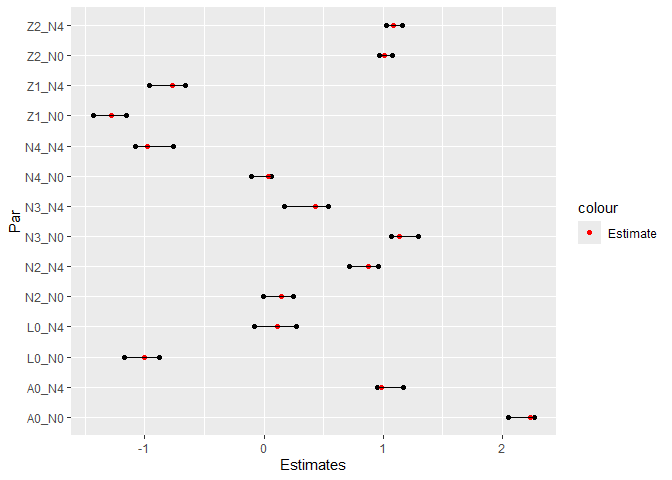 Z2_N4
Z2_N0
Z1_N4
Z1_N0
N4_N4
N4_N0
N3_N4
N3_N0
N2_N4
N2_N0
L0_N4
L0_N0
A0_N4
A0_N0
Par
-1 0 1 2
Estimates
colour
Estimate